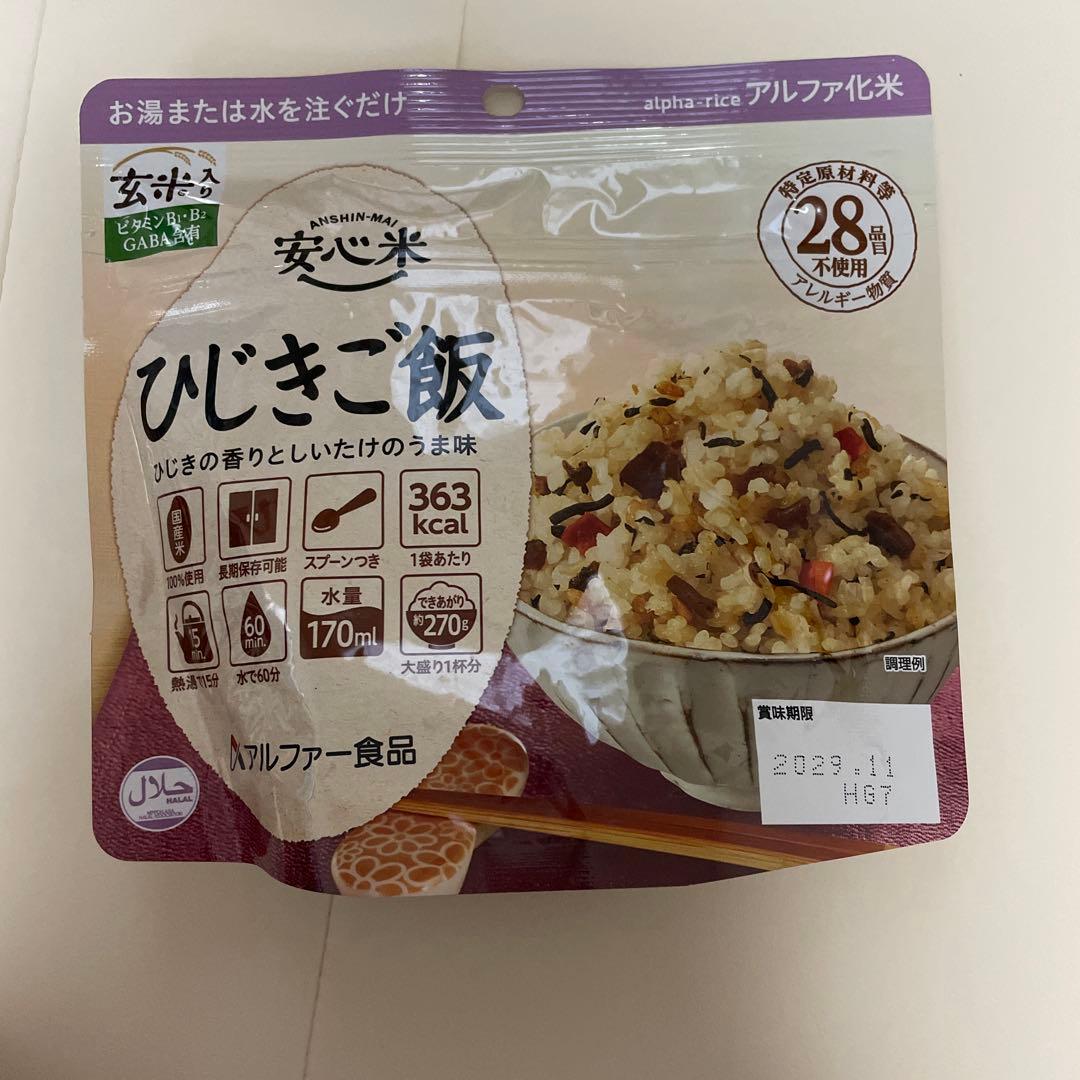 お湯または水を注ぐだけ
alpha-rice アルファ化米
玄米入り
ビタミンB1・B2
GABA含有
ANSHIN-MAI
安心米
特定原材料等
28品目
不使用
アレルギー物質
ひじきご飯
ひじきの香りとしいたけのうま味
国産米
100%使用
長期保存可能
スプーンつき
363
kcal
1袋あたり
15
min.
熱湯で15分
60
min.
水で60分
水量
170ml
できあがり
約270g
大盛り1杯分
調理例
アルファー食品
حلال
HALAL
賞味期限
2029.11
HG7